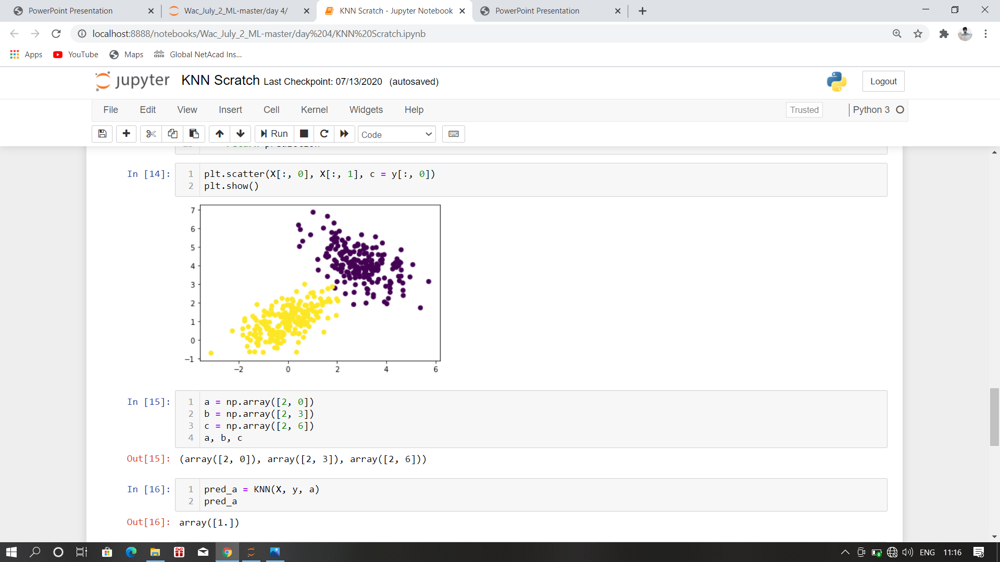 PowerPoint Presentation
Wac_July_2_ML-master/day 4/
KNN Scratch - Jupyter Notebook
PowerPoint Presentation
localhost:8888/notebooks/Wac_July_2_ML-master/day%204/KNN%20Scratch.ipynb
Apps YouTube Maps Global NetAcad Ins...
jupyter KNN Scratch Last Checkpoint: 07/13/2020 (autosaved) Logout
File Edit View Insert Cell Kernel Widgets Help Trusted Python 3
Run Code
In [14]:
1 plt.scatter(X[:, 0], X[:, 1], c = y[:, 0])
2 plt.show()
7
6
5
4
3
2
1
0
−1
−2 0 2 4 6
In [15]:
1 a = np.array([2, 0])
2 b = np.array([2, 3])
3 c = np.array([2, 6])
4 a, b, c
Out[15]: (array([2, 0]), array([2, 3]), array([2, 6]))
In [16]:
1 pred_a = KNN(X, y, a)
2 pred_a
Out[16]: array([1.])
ENG 11:16